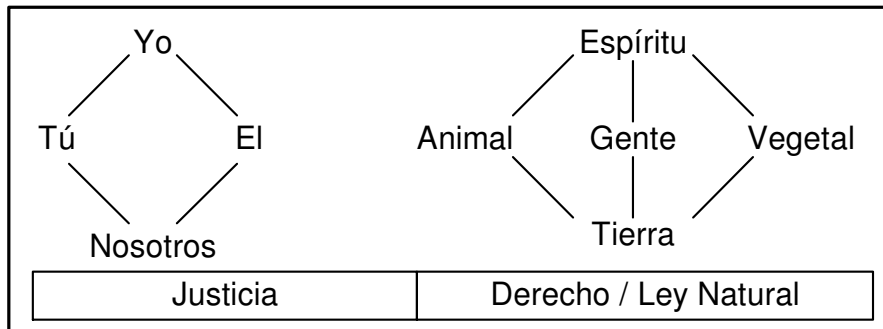 Yo Espíritu
Tú El Animal Gente Vegetal
Nosotros Tierra
Justicia Derecho / Ley Natural